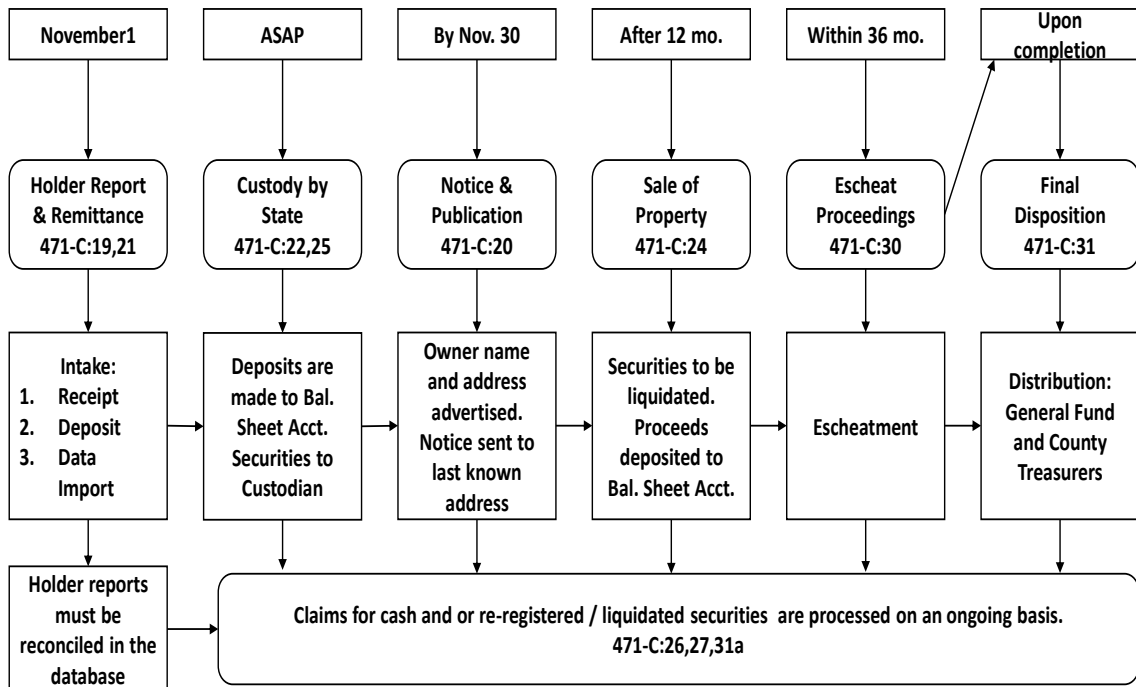 November1
ASAP
By Nov. 30
After 12 mo.
Within 36 mo.
Upon
completion
Holder Report
& Remittance
471-C:19,21
Custody by
State
471-C:22,25
Notice &
Publication
471-C:20
Sale of
Property
471-C:24
Escheat
Proceedings
471-C:30
Final
Disposition
471-C:31
Intake:
1. Receipt
2. Deposit
3. Data
Import
Deposits are
made to Bal.
Sheet Acct.
Securities to
Custodian
Owner name
and address
advertised.
Notice sent to
last known
address
Securities to be
liquidated.
Proceeds
deposited to
Bal. Sheet Acct.
Escheatment
Distribution:
General Fund
and County
Treasurers
Holder reports
must be
reconciled in the
database
Claims for cash and or re-registered / liquidated securities are processed on an ongoing basis.
471-C:26,27,31a